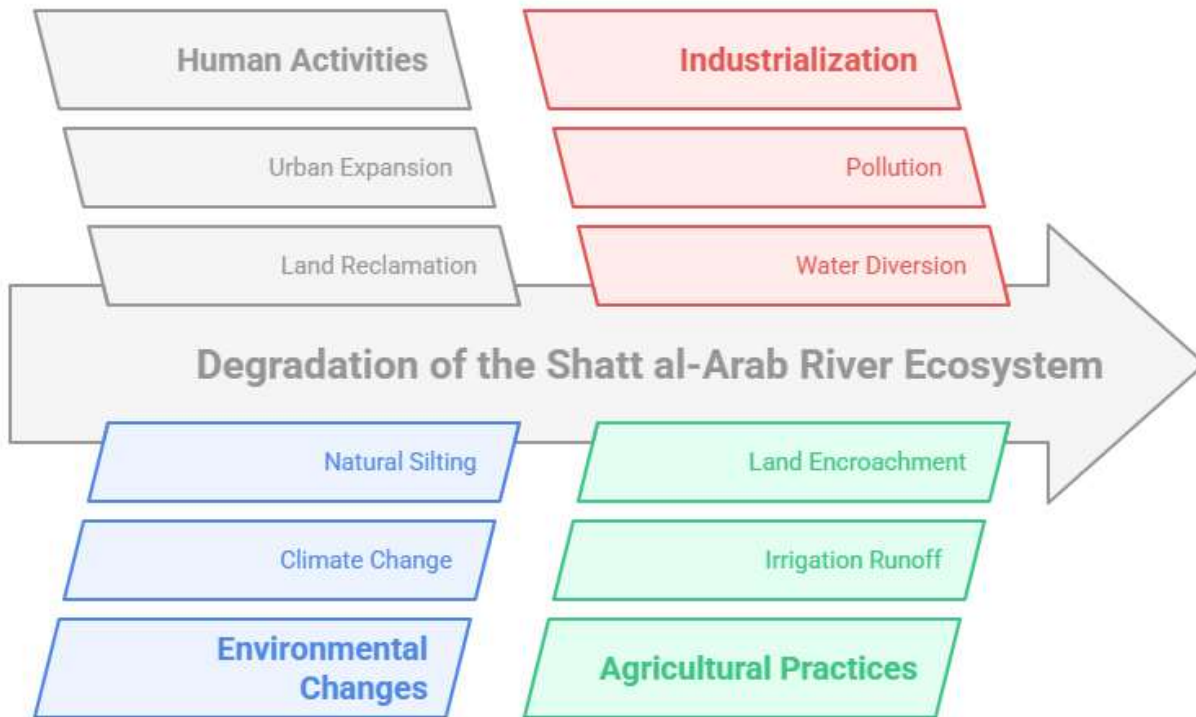 Human Activities
Industrialization
Urban Expansion
Pollution
Land Reclamation
Water Diversion
Degradation of the Shatt al-Arab River Ecosystem
Natural Silting
Land Encroachment
Climate Change
Irrigation Runoff
Environmental
Changes
Agricultural Practices